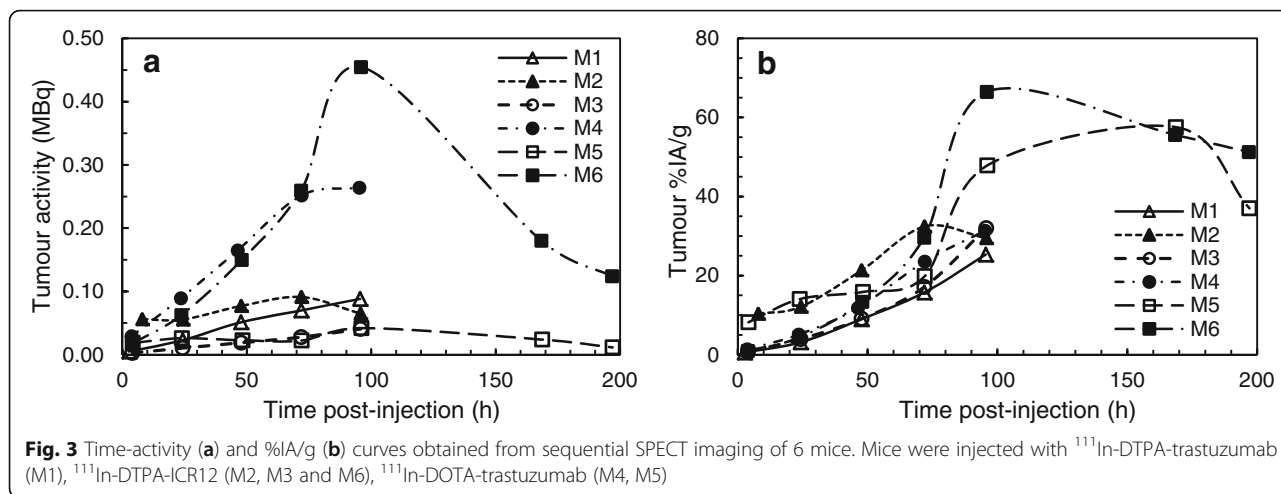 a
Tumour activity (MBq)
0.50
0.40
0.30
0.20
0.10
0.00
0
50
100
150
200
Time post-injection (h)
M1
M2
M3
M4
M5
M6
b
Tumour %IA/g
80
60
40
20
0
0
50
100
150
200
Time post-injection (h)
M1
M2
M3
M4
M5
M6
Fig. 3 Time-activity (a) and %IA/g (b) curves obtained from sequential SPECT imaging of 6 mice. Mice were injected with ¹¹¹In-DTPA-trastuzumab
(M1), ¹¹¹In-DTPA-ICR12 (M2, M3 and M6), ¹¹¹In-DOTA-trastuzumab (M4, M5)